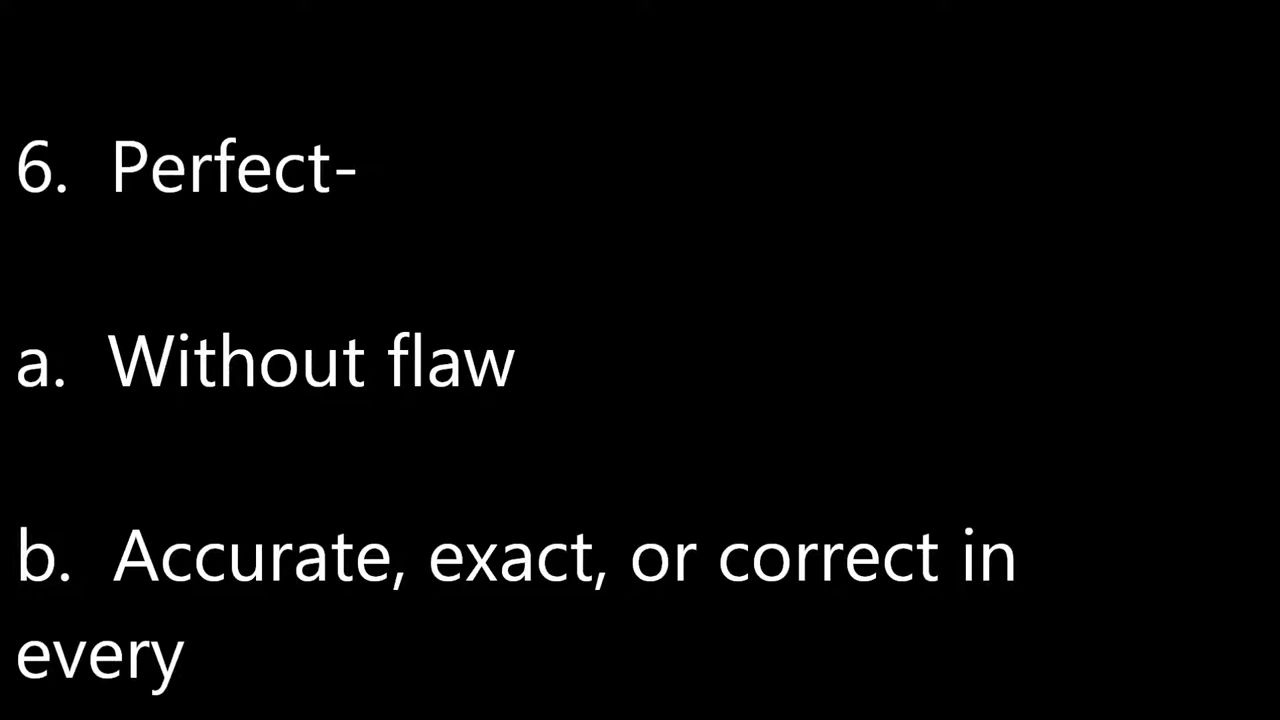 6. Perfect-
a. Without flaw
b. Accurate, exact, or correct in
every